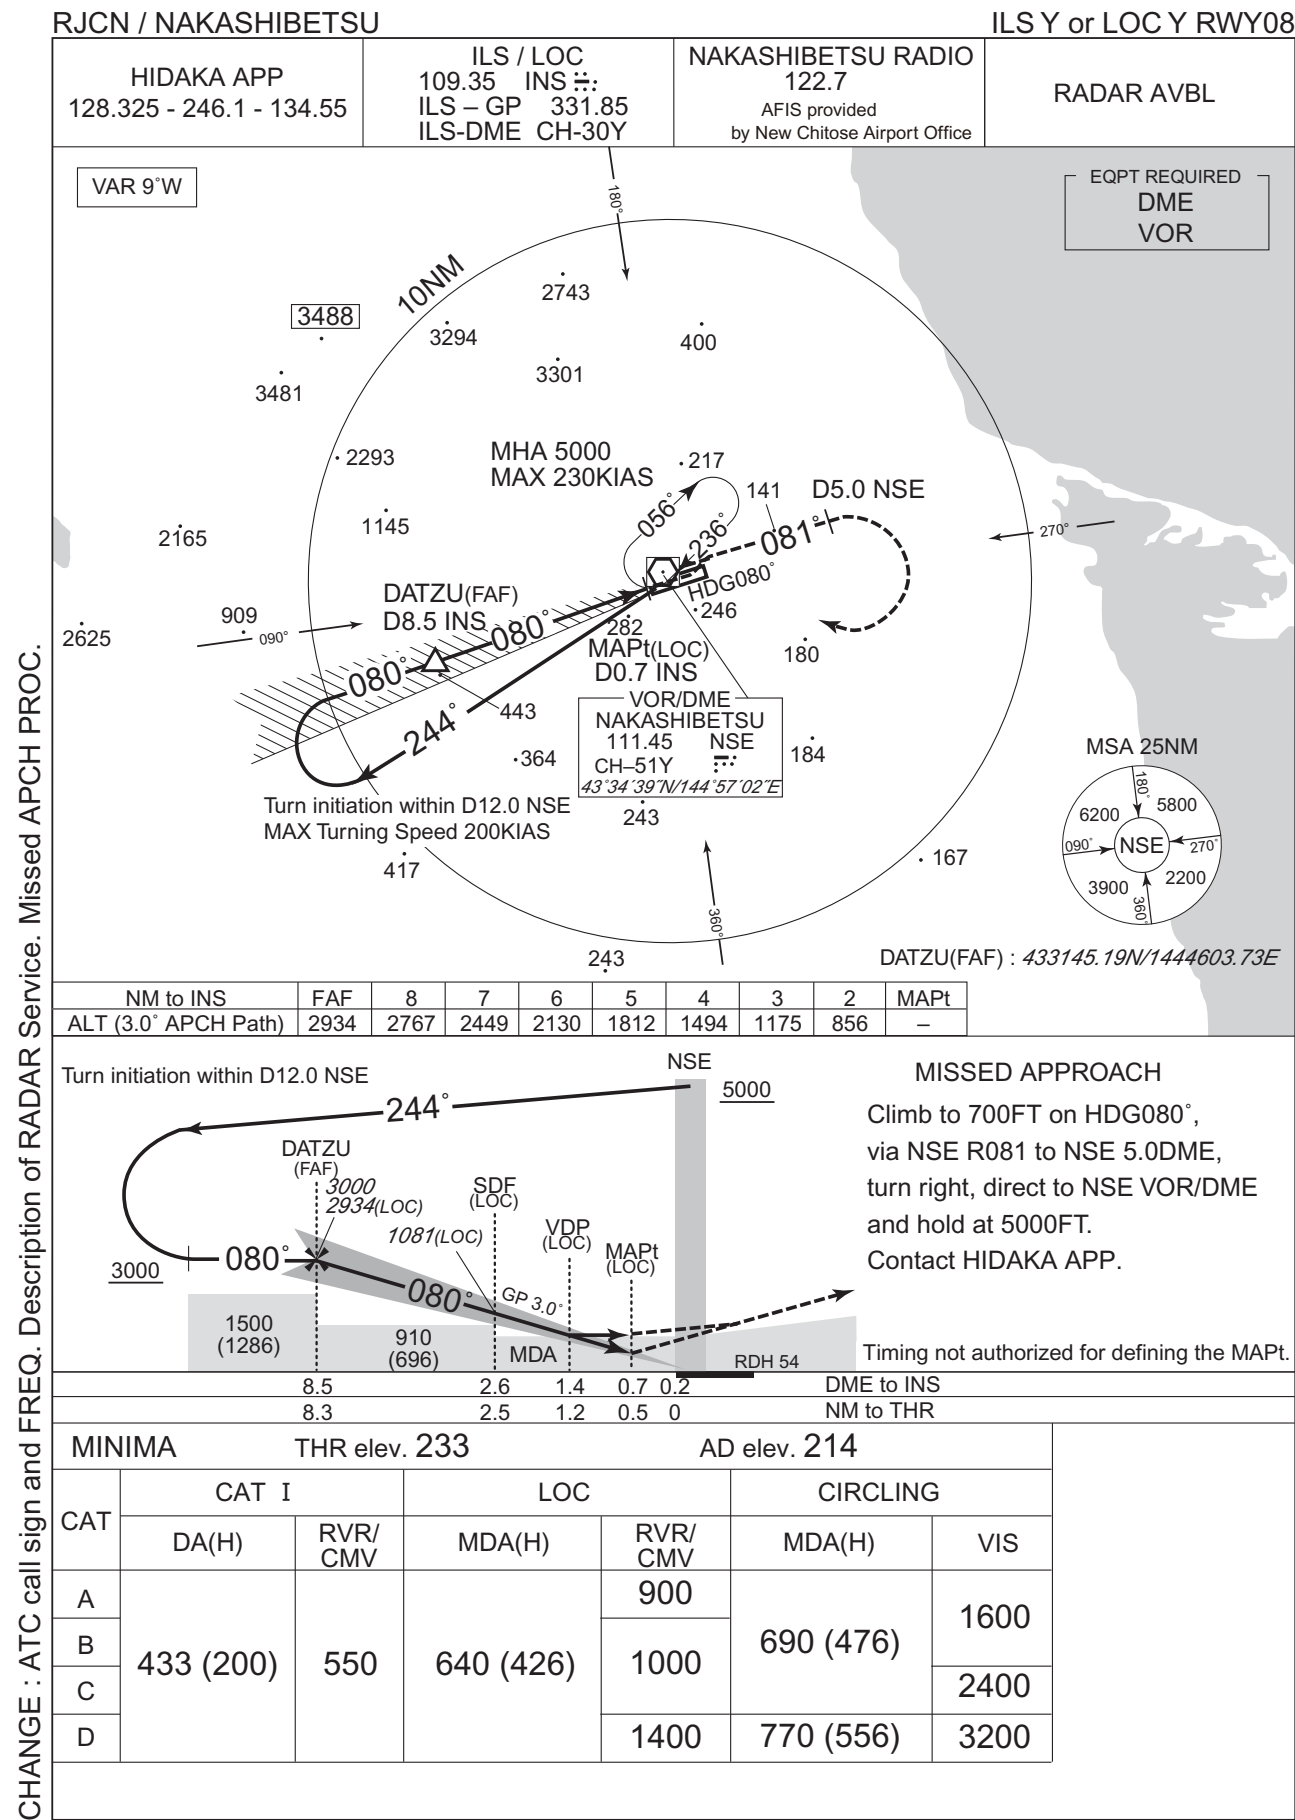 RJCN / NAKASHIBETSU
ILS Y or LOC Y RWY08
HIDAKA APP
128.325 - 246.1 - 134.55
ILS / LOC
109.35 INS
ILS – GP 331.85
ILS-DME CH-30Y
NAKASHIBETSU RADIO
122.7
AFIS provided
by New Chitose Airport Office
RADAR AVBL
VAR 9°W
EQPT REQUIRED
DME
VOR
180°
10NM
2743
3488
3294
400
3301
3481
2293
MHA 5000
MAX 230KIAS
217
141
D5.0 NSE
056°
236°
081°
270°
1145
2165
HDG080°
DATZU(FAF)
D8.5 INS
909
2625
090°
080°
080°
246
282
MAPt(LOC)
D0.7 INS
180
443
244°
VOR/DME
NAKASHIBETSU
111.45 NSE
CH–51Y
43°34´39˝N/144°57´02˝E
364
184
243
Turn initiation within D12.0 NSE
MAX Turning Speed 200KIAS
417
167
360°
243
MSA 25NM
180°
6200
5800
090°
NSE
270°
3900
2200
360°
DATZU(FAF) : 433145.19N/1444603.73E
NM to INS FAF 8 7 6 5 4 3 2 MAPt
ALT (3.0° APCH Path) 2934 2767 2449 2130 1812 1494 1175 856 –
Turn initiation within D12.0 NSE
NSE
5000
244°
DATZU
(FAF)
3000
2934(LOC)
SDF
(LOC)
1081(LOC)
VDP
(LOC)
MAPt
(LOC)
3000
080°
080°
GP 3.0°
1500
(1286)
910
(696)
MDA
RDH 54
MISSED APPROACH
Climb to 700FT on HDG080°,
via NSE R081 to NSE 5.0DME,
turn right, direct to NSE VOR/DME
and hold at 5000FT.
Contact HIDAKA APP.
Timing not authorized for defining the MAPt.
8.5 2.6 1.4 0.7 0.2 DME to INS
8.3 2.5 1.2 0.5 0 NM to THR
MINIMA THR elev. 233 AD elev. 214
CAT
CAT I
LOC
CIRCLING
DA(H)
RVR/
CMV
MDA(H)
RVR/
CMV
MDA(H)
VIS
A
B
C
D
433 (200)
550
640 (426)
900
1000
1400
690 (476)
770 (556)
1600
2400
3200
CHANGE : ATC call sign and FREQ. Description of RADAR Service. Missed APCH PROC.